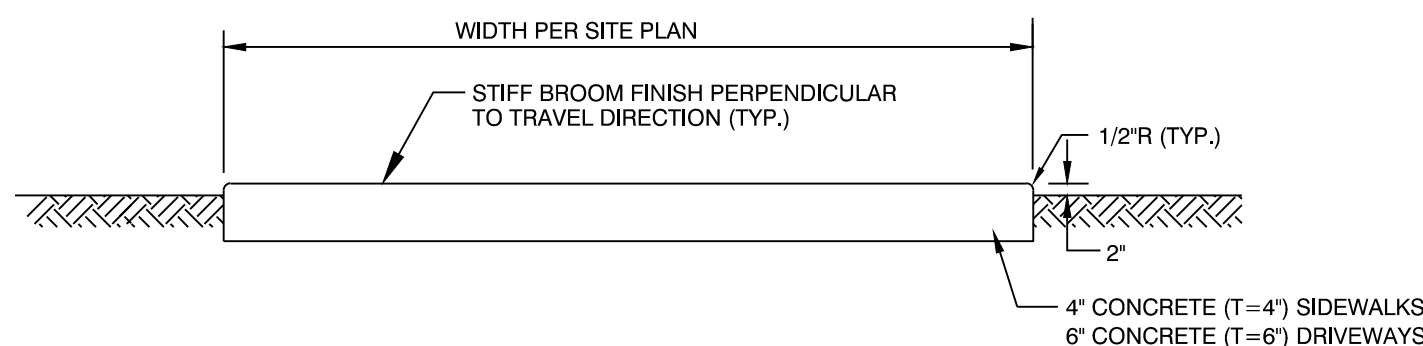 WIDTH PER SITE PLAN
STIFF BROOM FINISH PERPENDICULAR
TO TRAVEL DIRECTION (TYP.)
1/2"R (TYP.)
2"
4" CONCRETE (T=4") SIDEWALKS
6" CONCRETE (T=6") DRIVEWAYS